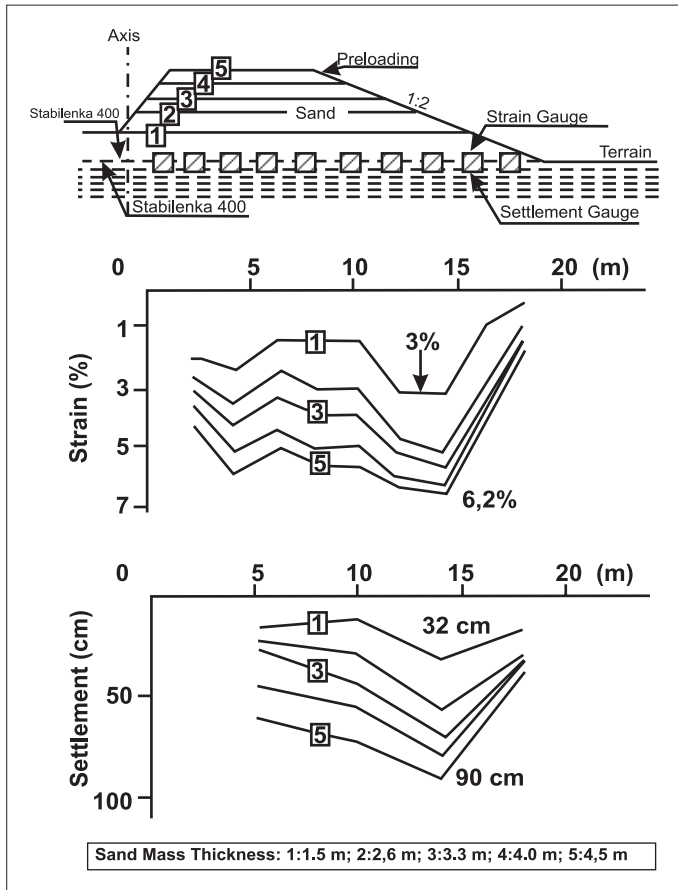 Axis
5
Preloading
4
3
1:2
Stabilenka 400
2
Sand
Strain Gauge
1
Terrain
Stabilenka 400
Settlement Gauge
0 5 10 15 20 (m)
1
1
3%
3
3
5
5
7
6,2%
Strain (%)
0 5 10 15 20 (m)
1
32 cm
3
50
5
90 cm
100
Settlement (cm)
Sand Mass Thickness: 1:1.5 m; 2:2,6 m; 3:3.3 m; 4:4.0 m; 5:4,5 m